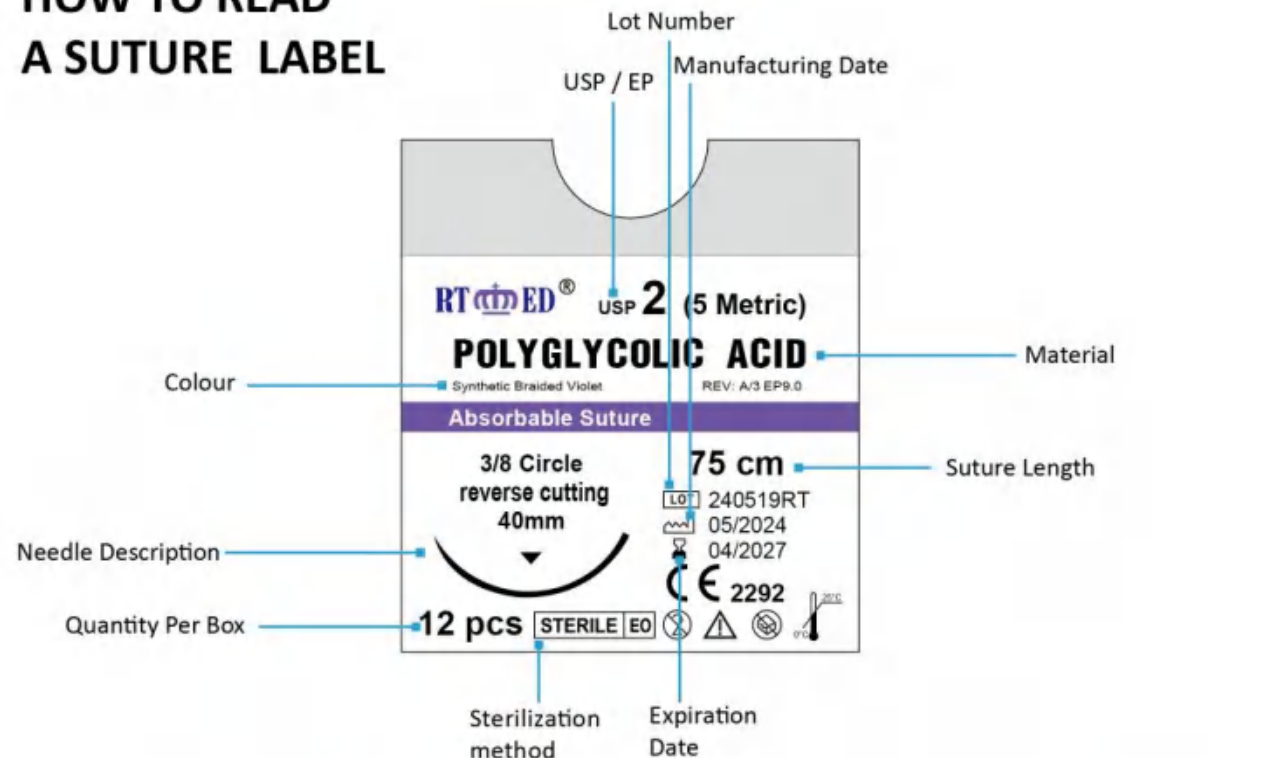 HOW TO READ
A SUTURE LABEL
Lot Number
Manufacturing Date
USP / EP
RT ED®
USP 2 (5 Metric)
POLYGLYCOLIC ACID
Material
Colour
Synthetic Braided Violet
REV: A/3 EP9.0
Absorbable Suture
3/8 Circle
reverse cutting
40mm
75 cm
Suture Length
LOT 240519RT
05/2024
04/2027
Needle Description
CE 2292
Quantity Per Box
12 pcs
STERILE EO
2
25°C
0°C
Sterilization
method
Expiration
Date